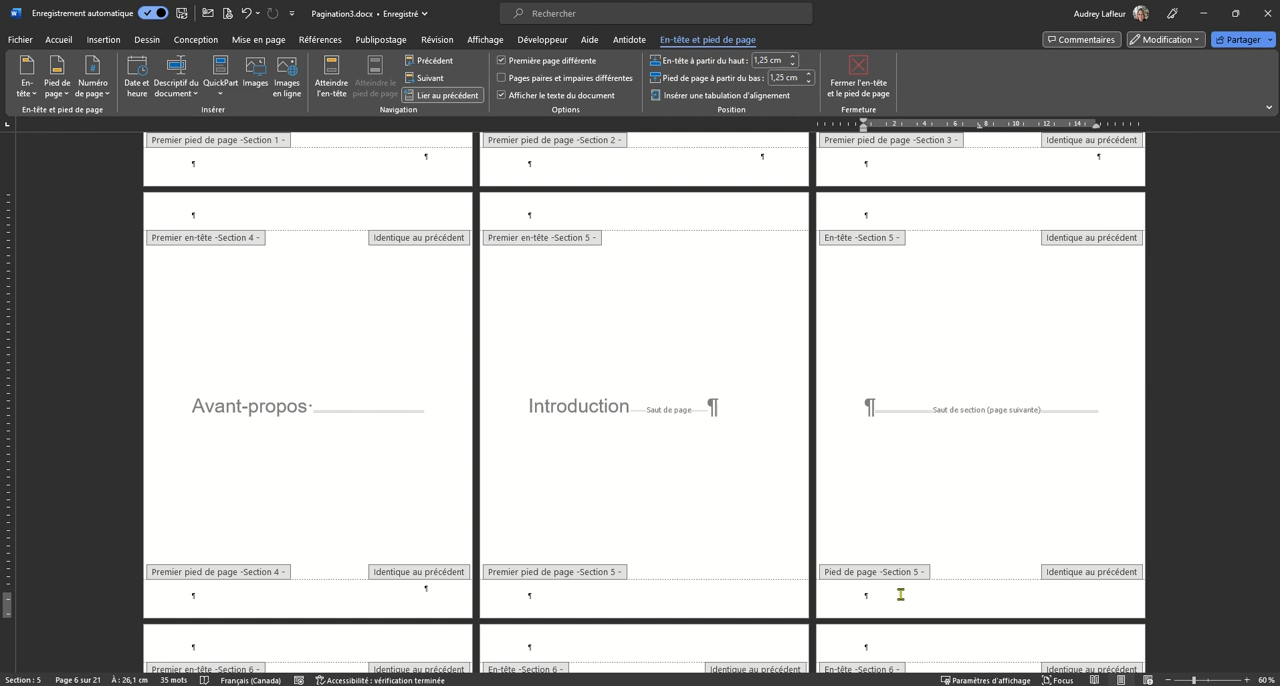 Enregistrement automatique Pagination3.docx • Enregistré Rechercher Audrey Lafleur
Fichier Accueil Insertion Dessin Conception Mise en page Références Publipostage Révision Affichage Développeur Aide Antidote En-tête et pied de page Commentaires Modification Partager
En-tête Pied de page Numéro de page
En-tête et pied de page
Date et heure Descriptif du document QuickPart Images Images en ligne
Insérer
Atteindre l'en-tête Atteindre le pied de page
Précédent
Suivant
Lier au précédent
Navigation
Première page différente
Pages paires et impaires différentes
Afficher le texte du document
Options
En-tête à partir du haut : 1,25 cm
Pied de page à partir du bas : 1,25 cm
Insérer une tabulation d'alignement
Position
Fermer l'en-tête et le pied de page
Fermeture
2 4 6 8 10 12 14
Premier pied de page -Section 1 - Premier pied de page -Section 2 - Premier pied de page -Section 3 - Identique au précédent
¶ ¶ ¶
¶ ¶ ¶
¶ ¶ ¶
Premier en-tête -Section 4 - Identique au précédent Premier en-tête -Section 5 - En-tête -Section 5 - Identique au précédent
Avant-propos· Introduction Saut de page ¶ ¶ Saut de section (page suivante)
Premier pied de page -Section 4 - Identique au précédent Premier pied de page -Section 5 - Pied de page -Section 5 - Identique au précédent
¶
¶ ¶ ¶
¶ ¶ ¶
Premier en-tête -Section 6 - Identique au précédent En-tête -Section 6 - Identique au précédent En-tête -Section 6 - Identique au précédent
Section : 5 Page 6 sur 21 À : 26,1 cm 35 mots Français (Canada) Accessibilité : vérification terminée Paramètres d'affichage Focus 60 %